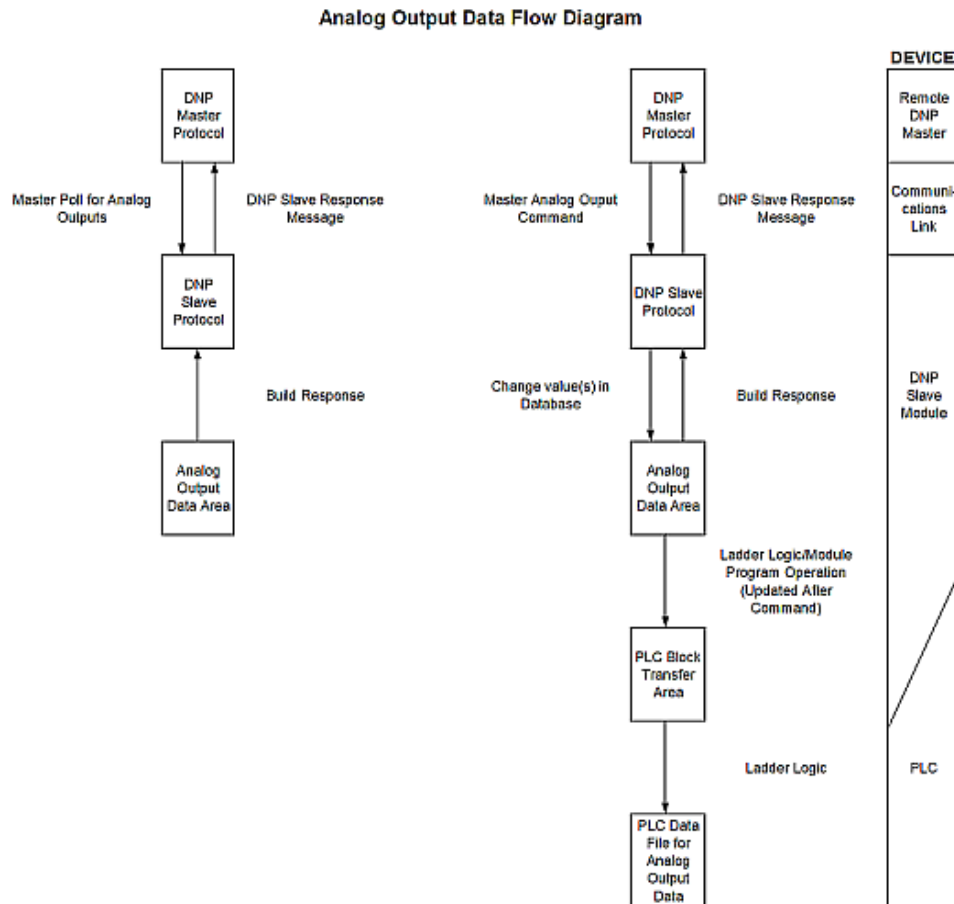 Analog Output Data Flow Diagram
DEVICE
DNP
Master
Protocol
Master Poll for Analog
Outputs
DNP Slave Response
Message
DNP
Slave
Protocol
Build Response
Analog
Output
Data Area
DNP
Master
Protocol
Master Analog Ouput
Command
DNP Slave Response
Message
DNP Slave
Protocol
Change value(s) in
Database
Build Response
Analog
Output
Data Area
Ladder Logic/Module
Program Operation
(Updated After
Command)
PLC Block
Transfer
Area
Ladder Logic
PLC Data
File for
Analog
Output
Data
Remote
DNP
Master
Communi-
cations
Link
DNP
Slave
Module
PLC